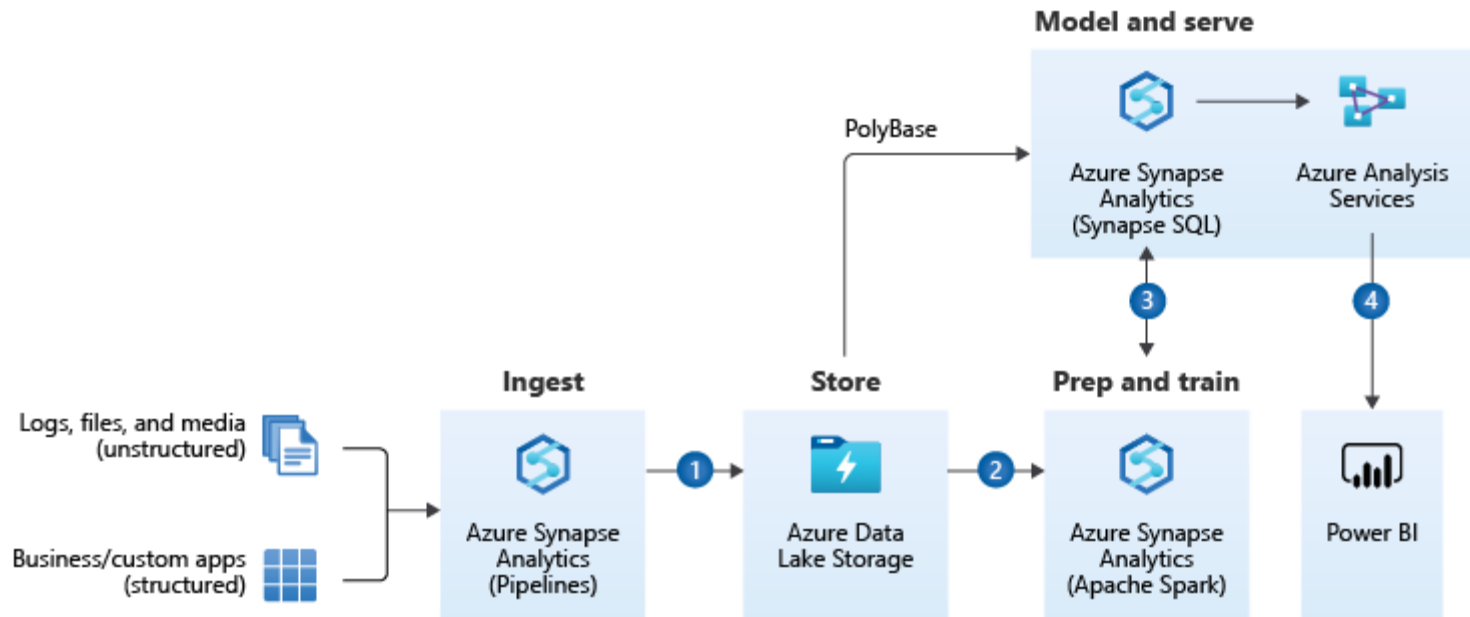 Model and serve
PolyBase
Azure Synapse
Analytics
(Synapse SQL)
Azure Analysis
Services
3
4
Ingest
Store
Prep and train
Logs, files, and media
(unstructured)
Business/custom apps
(structured)
1
2
Azure Synapse
Analytics
(Pipelines)
Azure Data
Lake Storage
Azure Synapse
Analytics
(Apache Spark)
Power BI